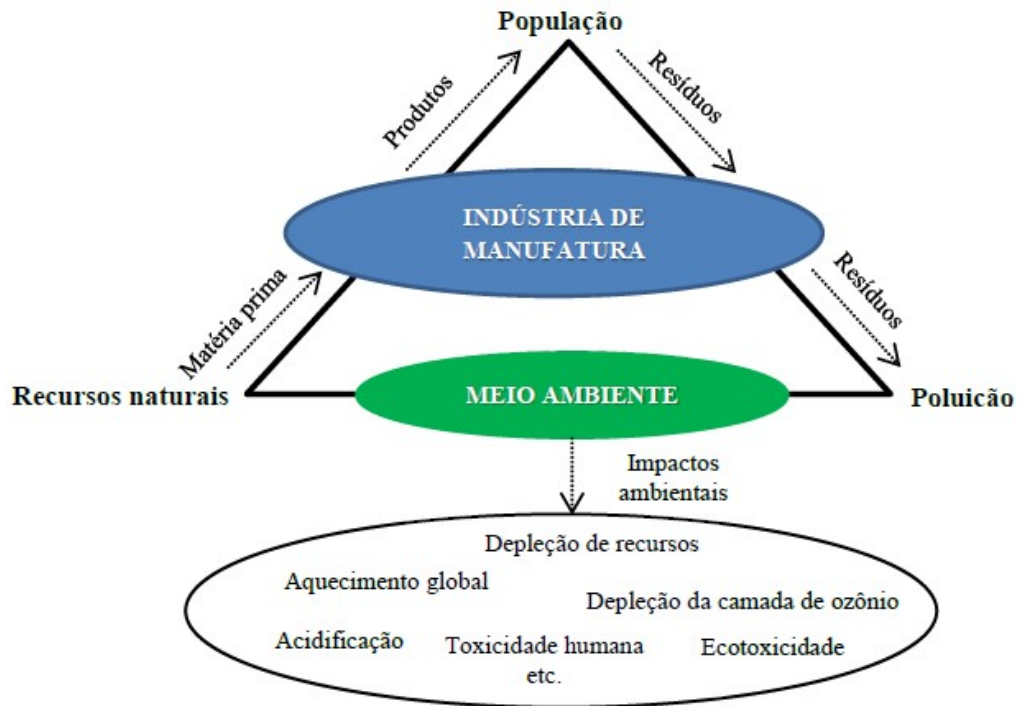 População
Produtos
Resíduos
INDÚSTRIA DE
MANUFATURA
Matéria prima
Resíduos
Recursos naturais
MEIO AMBIENTE
Poluicão
Impactos
ambientais
Depleção de recursos
Aquecimento global
Depleção da camada de ozônio
Acidificação
Toxicidade humana
etc.
Ecotoxicidade